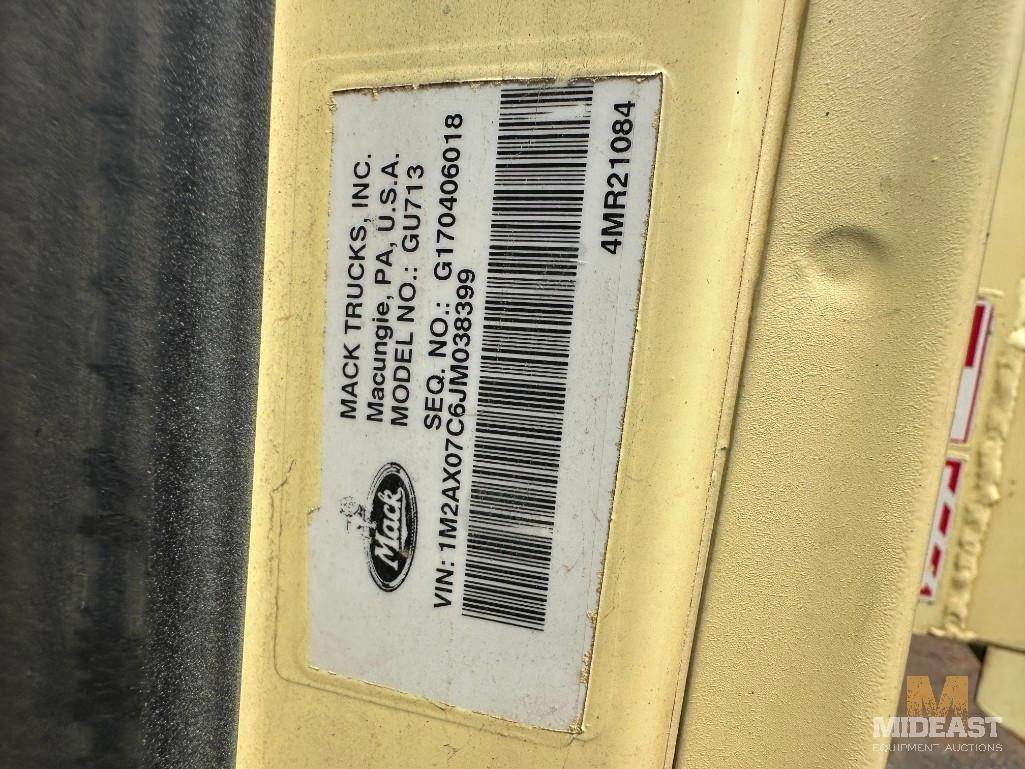 MACK TRUCKS, INC.
Macungie, PA, U.S.A.
MODEL NO.: GU713
SEQ. NO.: G170406018
Mack
VIN: 1M2AX07C6JM038399
4MR21084
M
MIDEAST
EQUIPMENT AUCTIONS